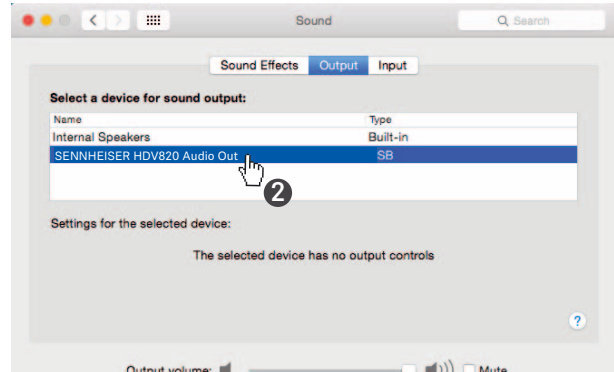 Sound
Search
Sound Effects Output Input
Select a device for sound output:
Name Type
Internal Speakers Built-in
SENNHEISER HDV820 Audio Out SB
2
Settings for the selected device:
The selected device has no output controls
?
Output volume: Mute